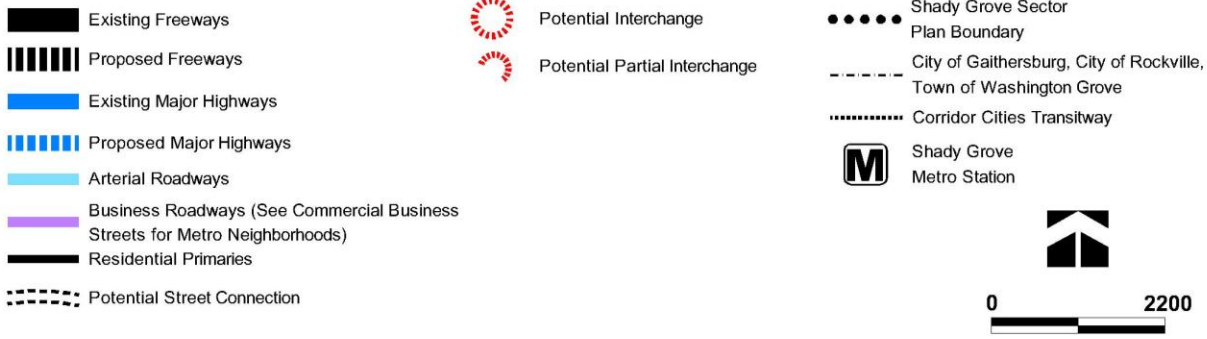 Existing Freeways
Proposed Freeways
Existing Major Highways
Proposed Major Highways
Arterial Roadways
Business Roadways (See Commercial Business
Streets for Metro Neighborhoods)
Residential Primaries
Potential Street Connection
Potential Interchange
Potential Partial Interchange
Shady Grove Sector
Plan Boundary
City of Gaithersburg, City of Rockville,
Town of Washington Grove
Corridor Cities Transitway
M
Shady Grove
Metro Station
0 2200